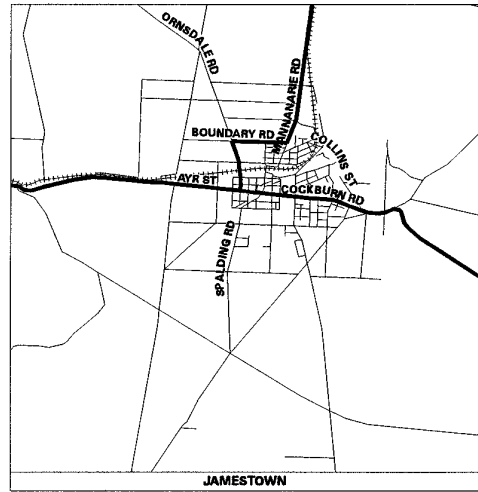 ORNSDALE RD
MANNANARIE RD
BOUNDARY RD
COLLINS ST
AYR ST
COCKBURN RD
SPALDING RD
JAMESTOWN